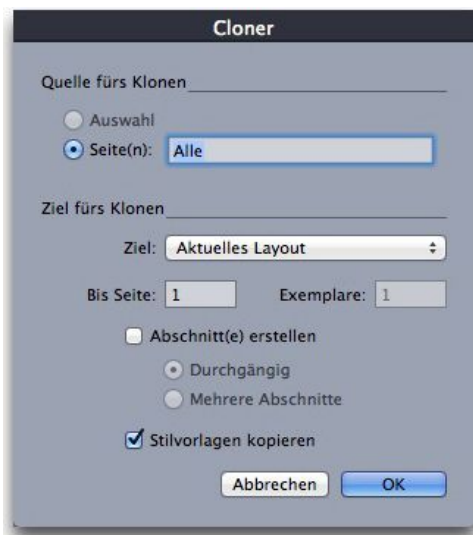 Cloner
Quelle fürs Klonen
Auswahl
Seite(n): Alle
Ziel fürs Klonen
Ziel: Aktuelles Layout
Bis Seite: 1 Exemplare: 1
Abschnitt(e) erstellen
Durchgängig
Mehrere Abschnitte
Stilvorlagen kopieren
Abbrechen OK